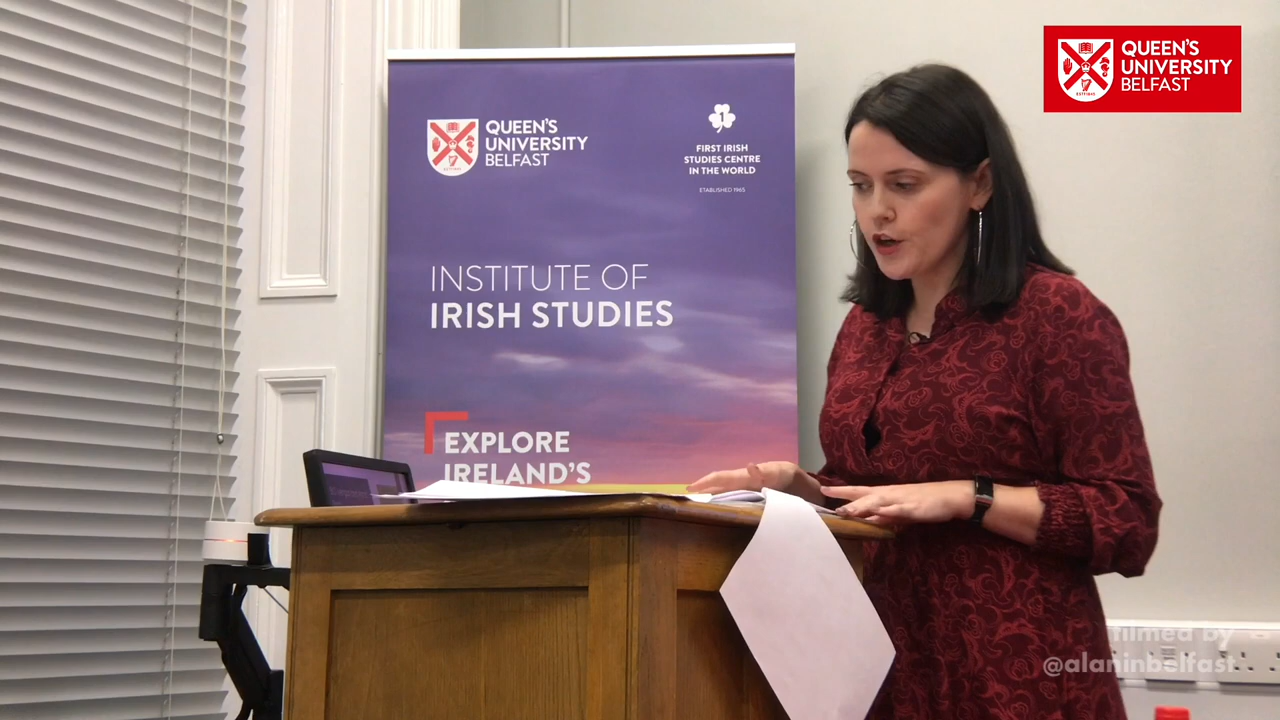 QUEEN'S
UNIVERSITY
BELFAST
FIRST IRISH
STUDIES CENTRE
IN THE WORLD
ETABLISHED 1965
INSTITUTE OF
IRISH STUDIES
EXPLORE
IRELAND'S
QUEEN'S
UNIVERSITY
BELFAST
filmed by
@alaninbelfast